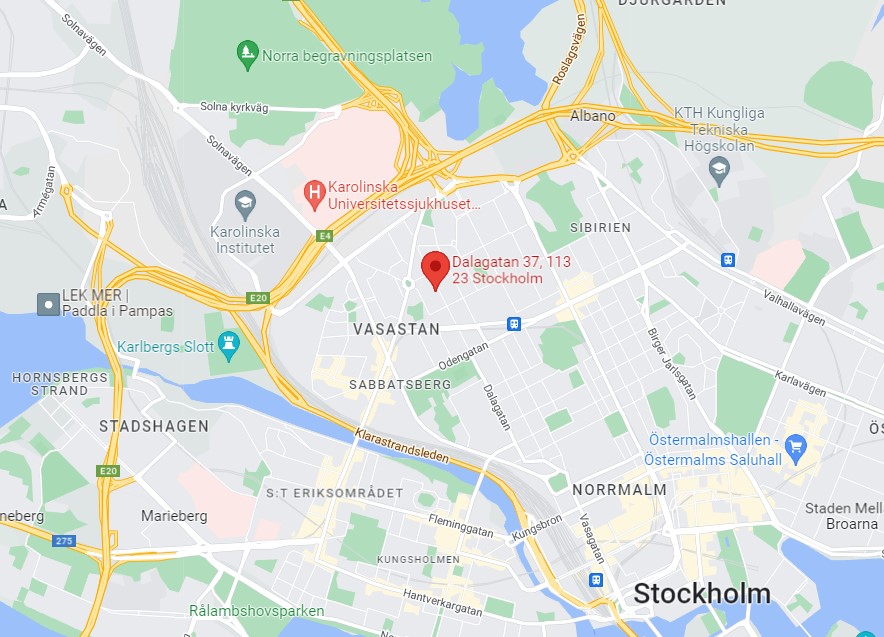 DJURGÅRDEN
Solnavägen
Norra begravningsplatsen
Roslagsvägen
Solna kyrkväg
Albano
KTH Kungliga
Tekniska
Högskolan
Solnavägen
Armégatan
A
Karolinska
Universitetssjukhuset...
Karolinska
Institutet
E4
SIBIRIEN
Dalagatan 37, 113
23 Stockholm
E20
LEK MER |
Paddla i Pampas
Valhallavägen
Karlbergs Slott
VASASTAN
Odengatan
Birger Jarlsgatan
HORNSBERGS
STRAND
SABBATSBERG
Karlavägen
Dalagatan
STADSHAGEN
Klarastrandsleden
ÖS
Östermalmshallen -
Östermalms Saluhall
E20
S:T ERIKSOMRÅDET
NORRMALM
neberg
Marieberg
Staden Mell
Broarna
Fleminggatan
Kungsbron
Vasagatan
275
KUNGSHOLMEN
Hantverkargatan
Stockholm
Rålambshovsparken